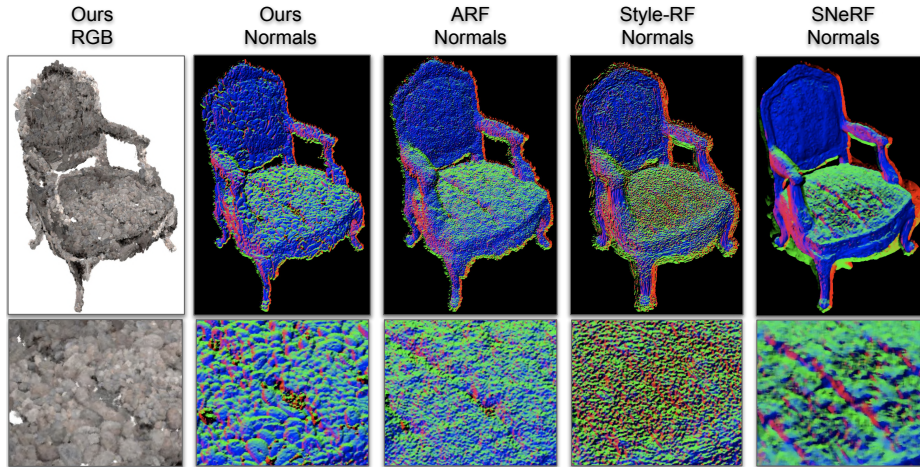 Ours
RGB
Ours
Normals
ARF
Normals
Style-RF
Normals
SNeRF
Normals